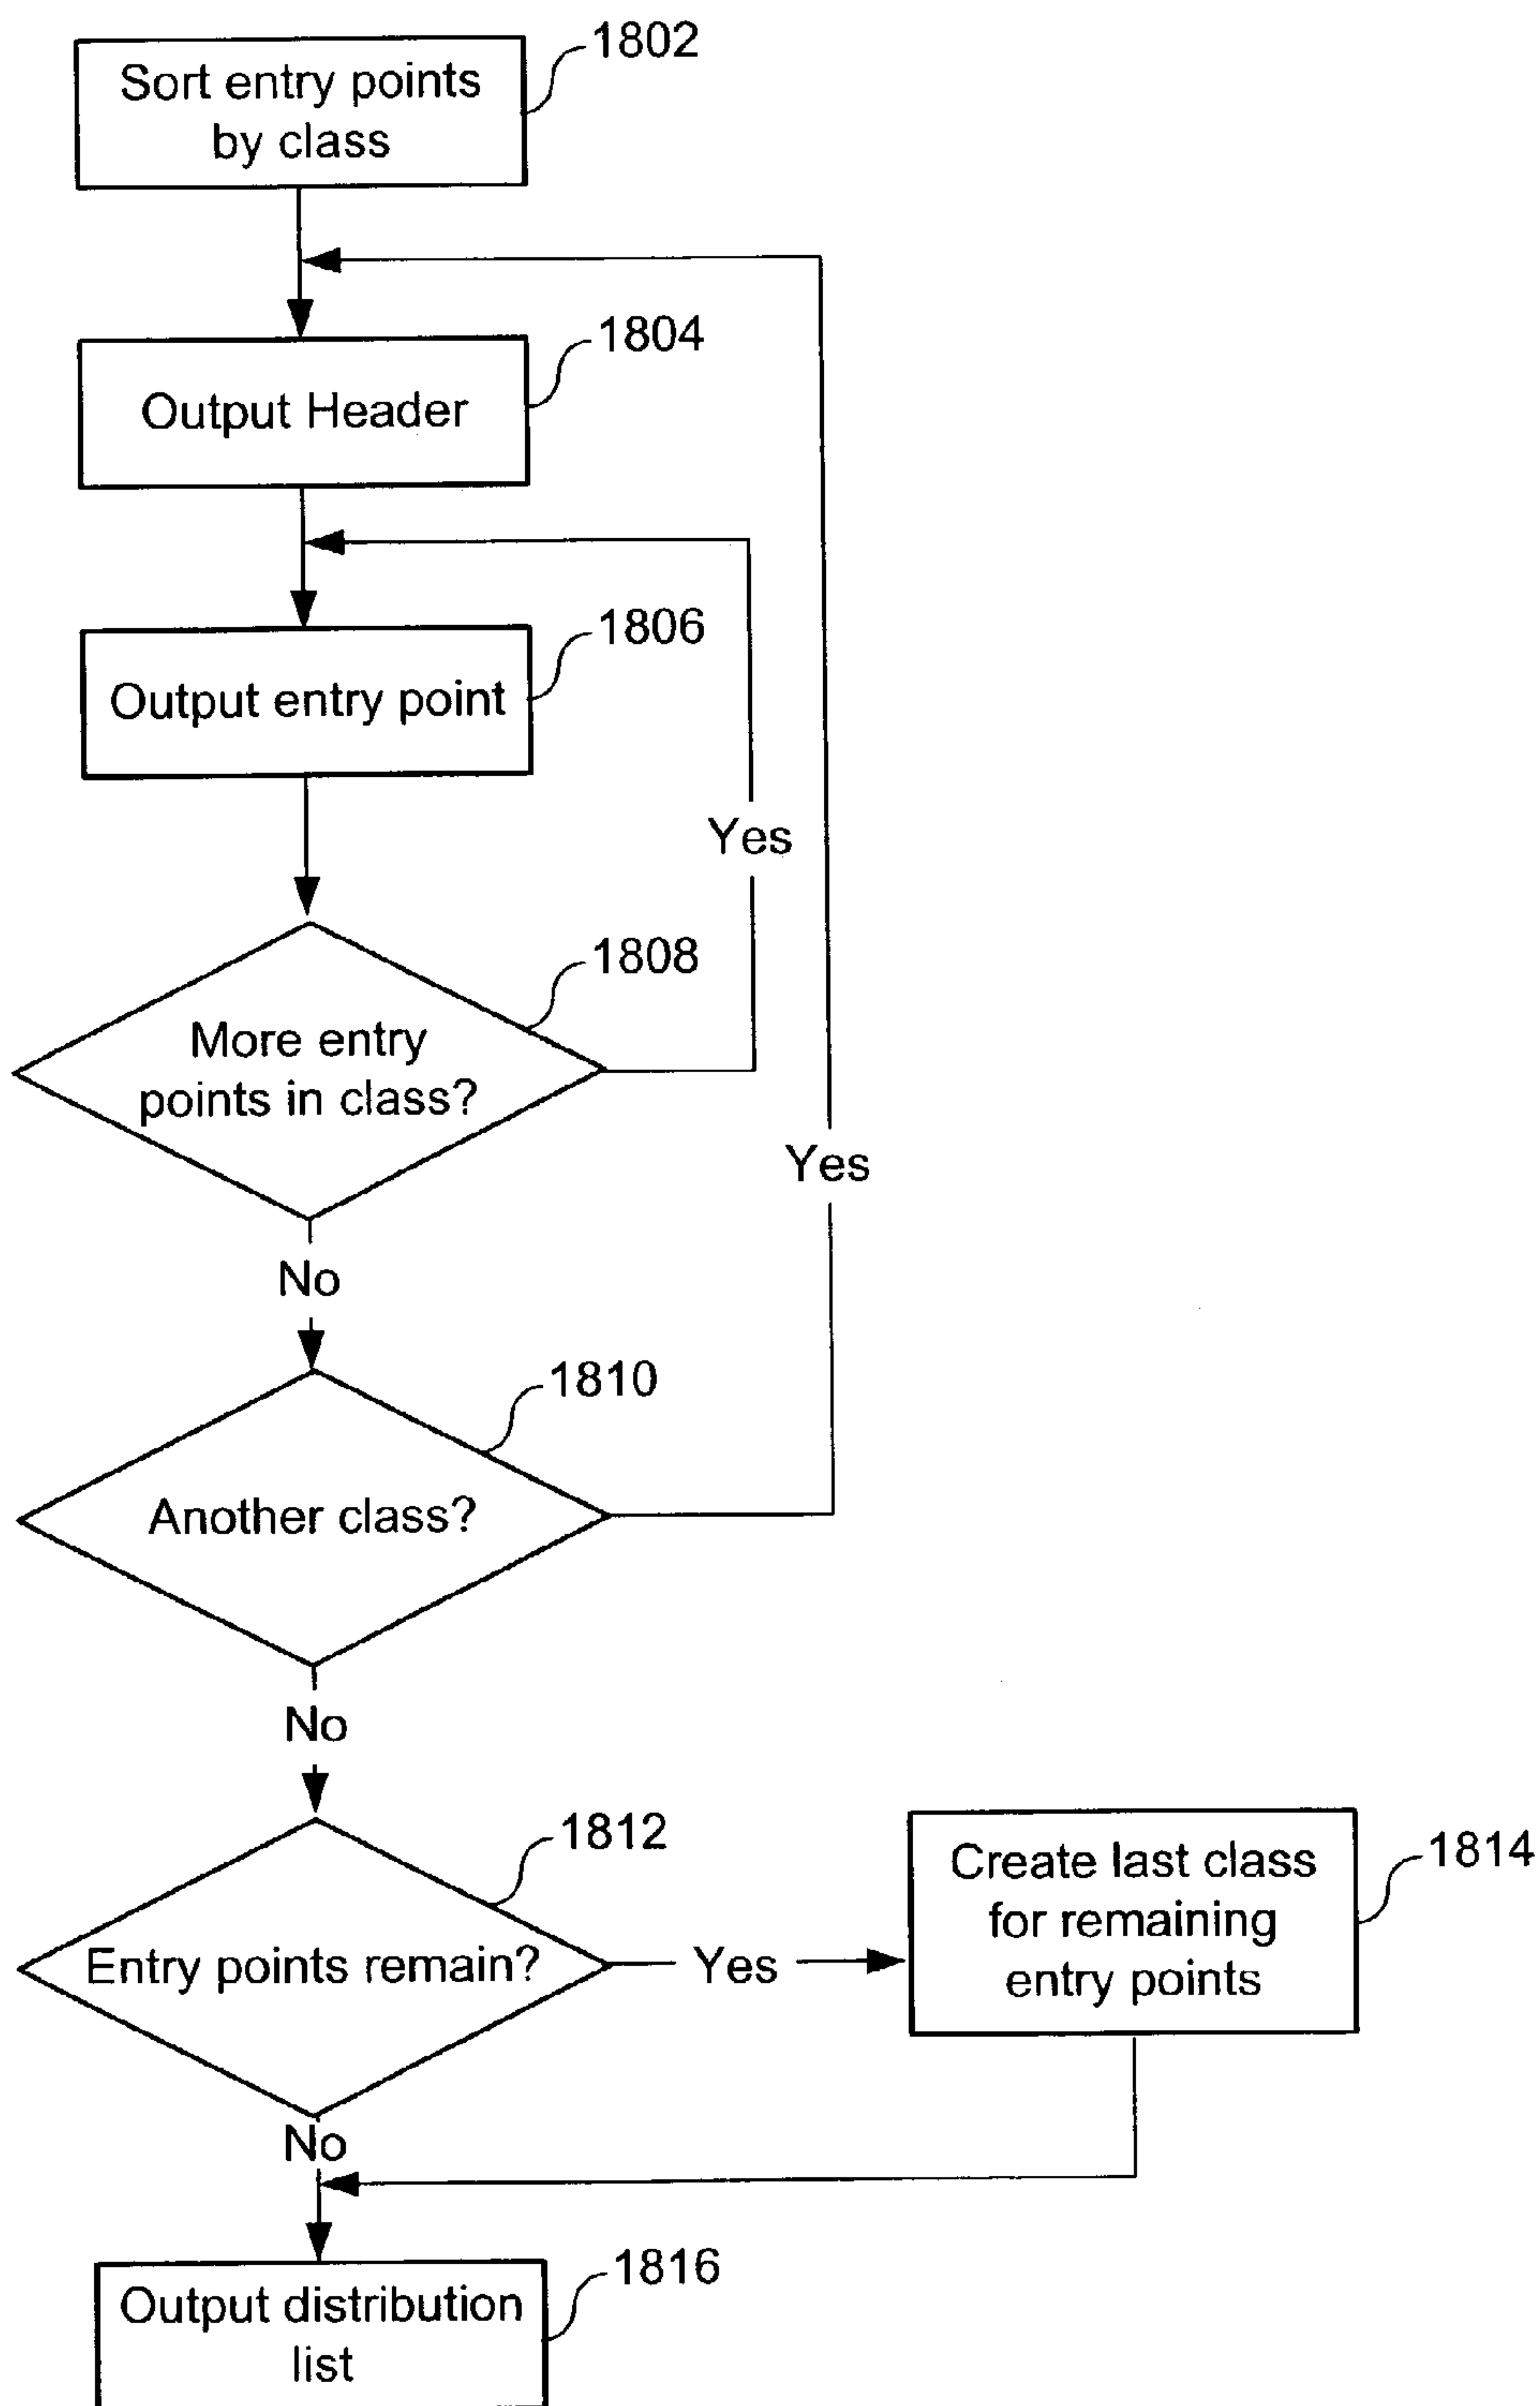 1802
Sort entry points
by class
1804
Output Header
1806
Output entry point
Yes
1808
More entry
points in class?
Yes
No
1810
Another class?
No
1812
Entry points remain?
Yes
1814
Create last class
for remaining
entry points
No
1816
Output distribution
list